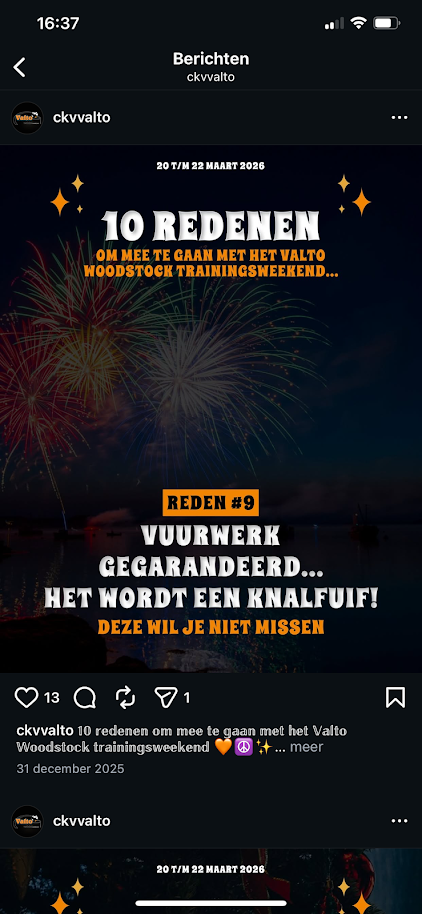 16:37
Berichten
ckvvalto
Valto
ckvvalto
20 T/M 22 MAART 2026
10 REDENEN
OM MEE TE GAAN MET HET VALTO
WOODSTOCK TRAININGSWEEKEND...
REDEN #9
VUURWERK
GEGARANDEERD...
HET WORDT EEN KNALFUIF!
DEZE WIL JE NIET MISSEN
13
1
ckvvalto 10 redenen om mee te gaan met het Valto
Woodstock trainingsweekend 🧡☮️✨... meer
31 december 2025
Valto
ckvvalto
20 T/M 22 MAART 2026